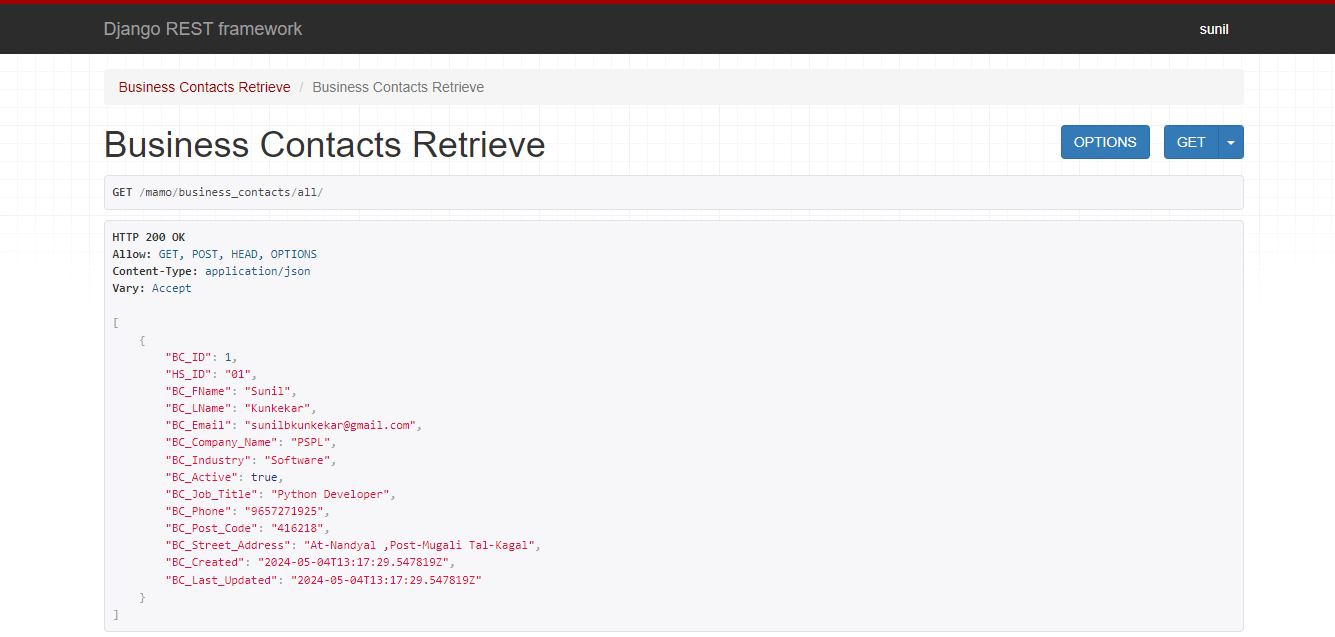 Django REST framework
sunil
Business Contacts Retrieve / Business Contacts Retrieve
Business Contacts Retrieve
OPTIONS
GET
GET /mamo/business_contacts/all/
HTTP 200 OK
Allow: GET, POST, HEAD, OPTIONS
Content-Type: application/json
Vary: Accept
[
    {
        "BC_ID": 1,
        "HS_ID": "01",
        "BC_FName": "Sunil",
        "BC_LName": "Kunkekar",
        "BC_Email": "sunilbkunkekar@gmail.com",
        "BC_Company_Name": "PSPL",
        "BC_Industry": "Software",
        "BC_Active": true,
        "BC_Job_Title": "Python Developer",
        "BC_Phone": "9657271925",
        "BC_Post_Code": "416218",
        "BC_Street_Address": "At-Nandyal ,Post-Mugali Tal-Kagal",
        "BC_Created": "2024-05-04T13:17:29.547819Z",
        "BC_Last_Updated": "2024-05-04T13:17:29.547819Z"
    }
]